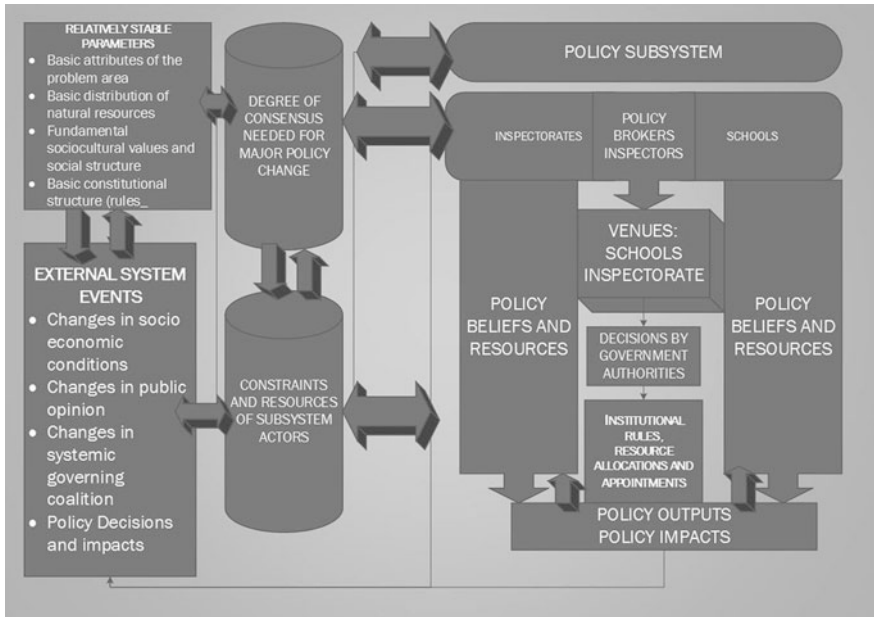 RELATIVELY STABLE
PARAMETERS
• Basic attributes of the
problem area
• Basic distribution of
natural resources
• Fundamental
sociocultural values and
social structure
• Basic constitutional
structure (rules_
EXTERNAL SYSTEM
EVENTS
• Changes in socio
economic
conditions
• Changes in public
opinion
• Changes in
systemic
governing
coalition
• Policy Decisions
and impacts
DEGREE OF
CONSENSUS
NEEDED FOR
MAJOR POLICY
CHANGE
CONSTRAINTS
AND RESOURCES
OF SUBSYSTEM
ACTORS
POLICY SUBSYSTEM
INSPECTORATES
POLICY
BROKERS
INSPECTORS
SCHOOLS
POLICY
BELIEFS AND
RESOURCES
VENUES:
SCHOOLS
INSPECTORATE
DECISIONS BY
GOVERNMENT
AUTHORITIES
INSTITUTIONAL
RULES,
RESOURCE
ALLOCATIONS AND
APPOINTMENTS
POLICY
BELIEFS AND
RESOURCES
POLICY OUTPUTS
POLICY IMPACTS